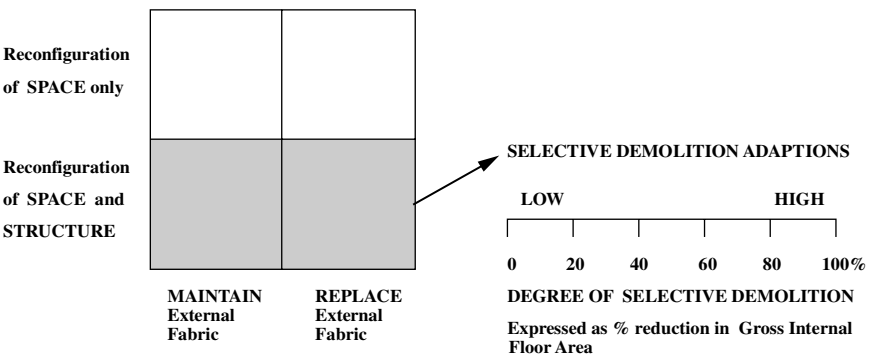 Reconfiguration
of SPACE only
Reconfiguration
of SPACE and
STRUCTURE
MAINTAIN
External
Fabric
REPLACE
External
Fabric
SELECTIVE DEMOLITION ADAPTIONS
LOW HIGH
0 20 40 60 80 100%
DEGREE OF SELECTIVE DEMOLITION
Expressed as % reduction in Gross Internal
Floor Area